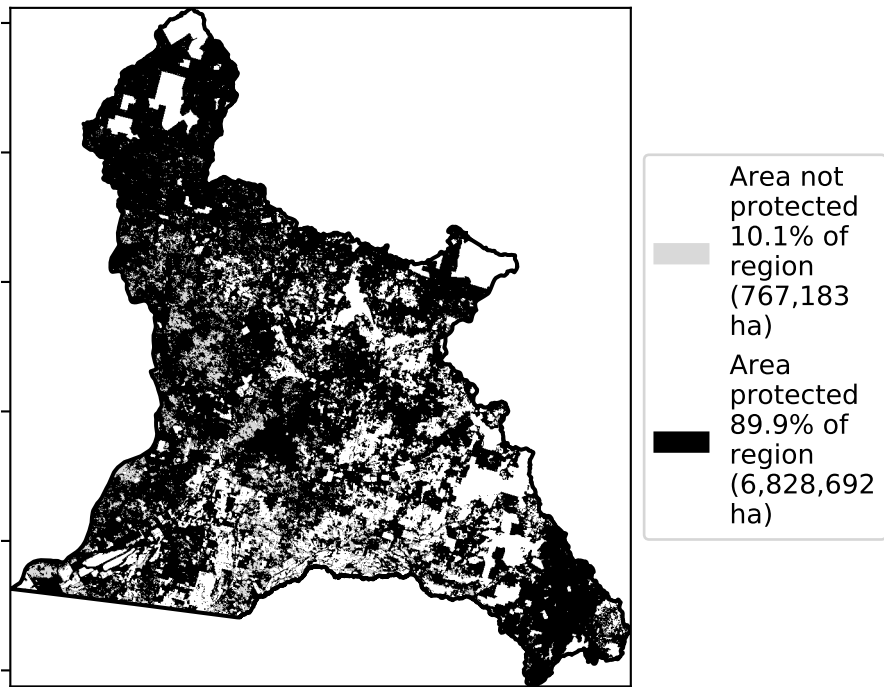 Area not
protected
10.1% of
region
(767,183
ha)
Area
protected
89.9% of
region
(6,828,692
ha)